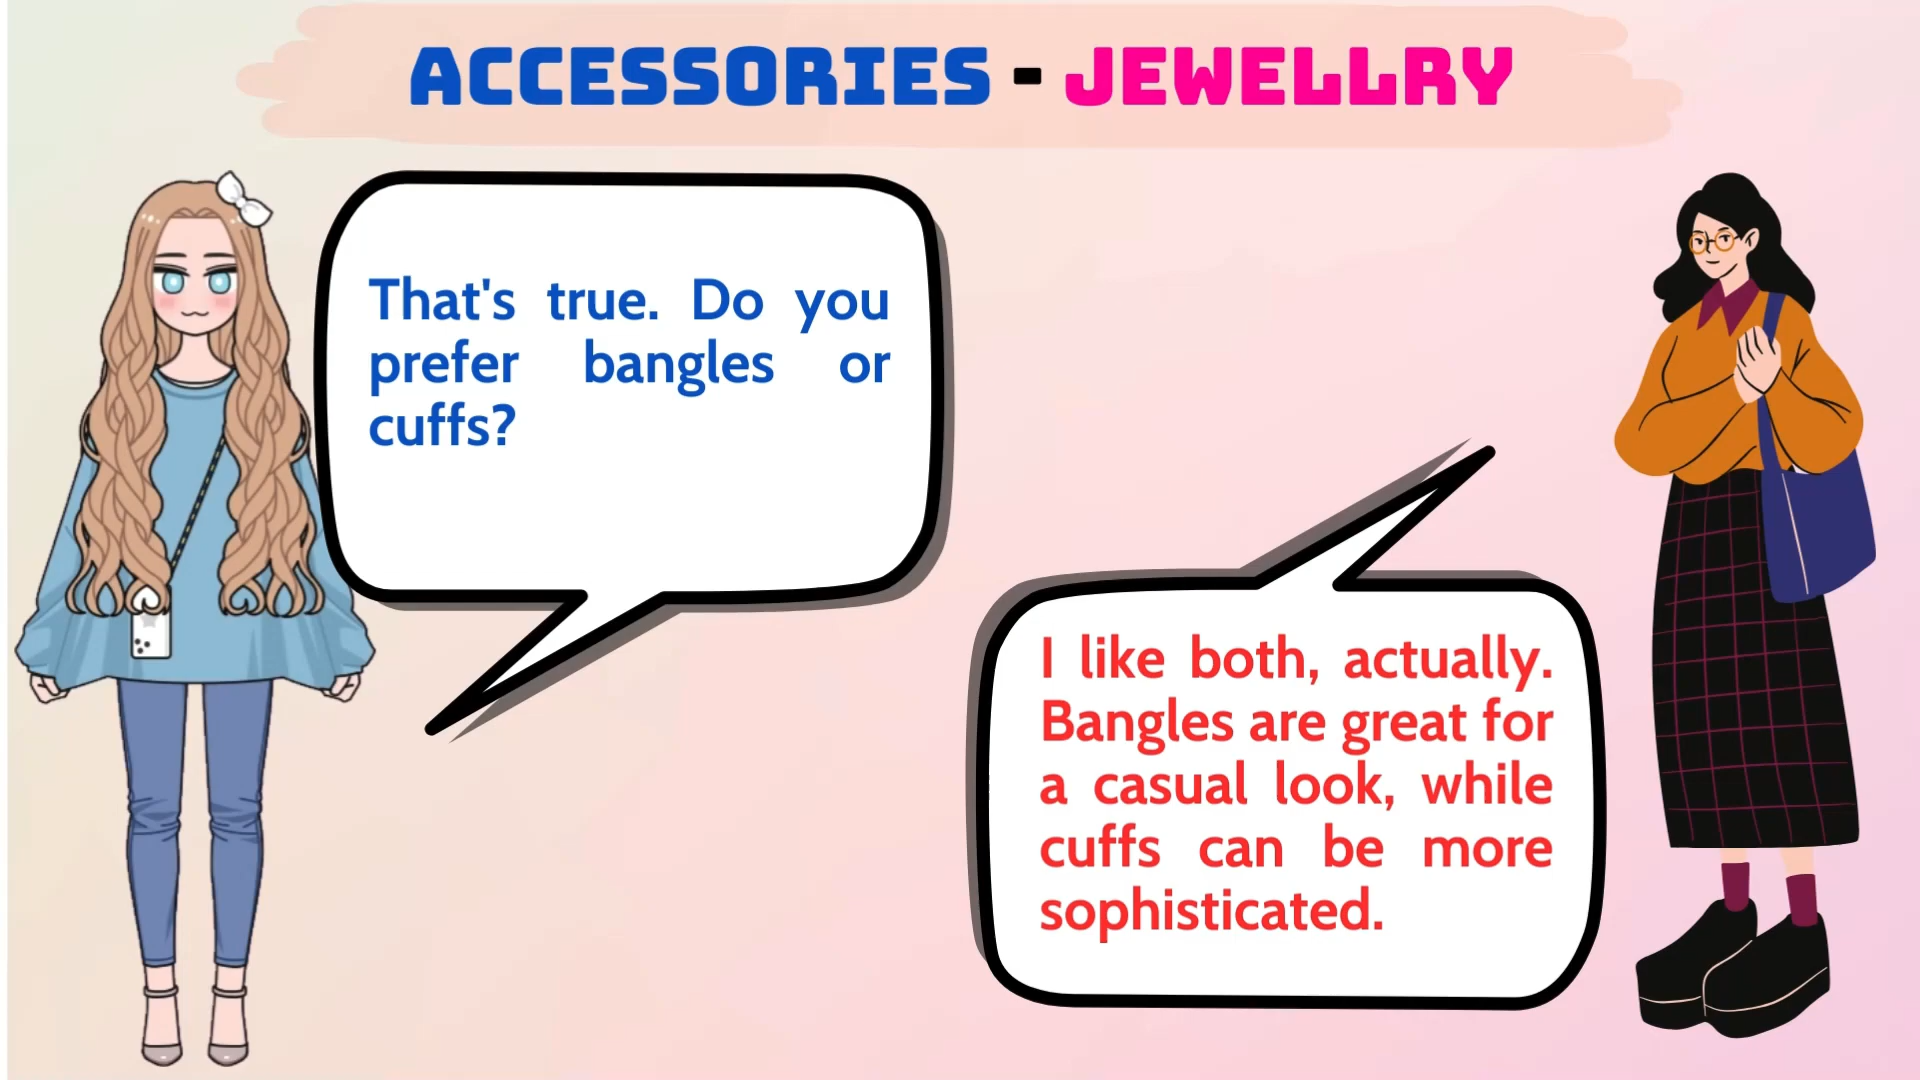 ACCESSORIES - JEWELLRY
That's true. Do you
prefer bangles or
cuffs?
I like both, actually.
Bangles are great for
a casual look, while
cuffs can be more
sophisticated.